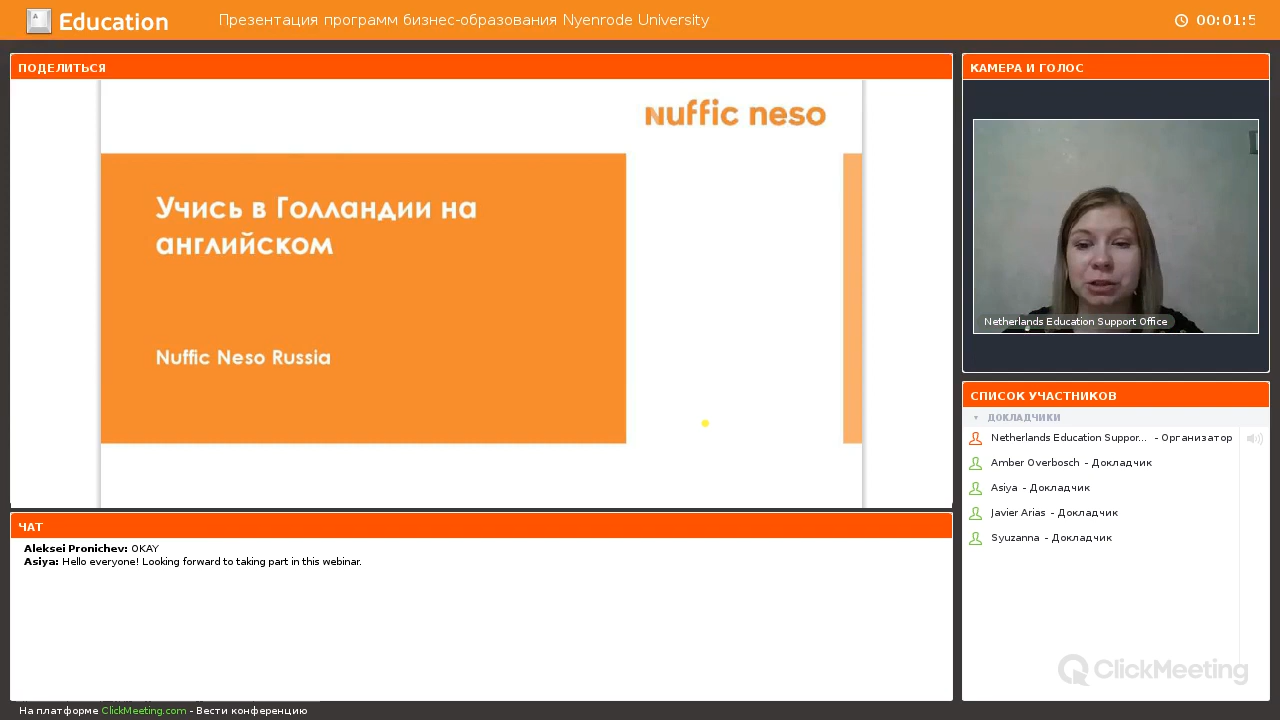 A Education
Презентация программ бизнес-образования Nyenrode University
00:01:5
ПОДЕЛИТЬСЯ
nuffic neso
Учись в Голландии на
английском
Nuffic Neso Russia
КАМЕРА И ГОЛОС
Netherlands Education Support Office
СПИСОК УЧАСТНИКОВ
ДОКЛАДЧИКИ
Netherlands Education Suppor... - Организатор
Amber Overbosch - Докладчик
Asiya - Докладчик
Javier Arias - Докладчик
Syuzanna - Докладчик
ClickMeeting
ЧАТ
Aleksei Pronichev: OKAY
Asiya: Hello everyone! Looking forward to taking part in this webinar.
На платформе ClickMeeting.com - Вести конференцию